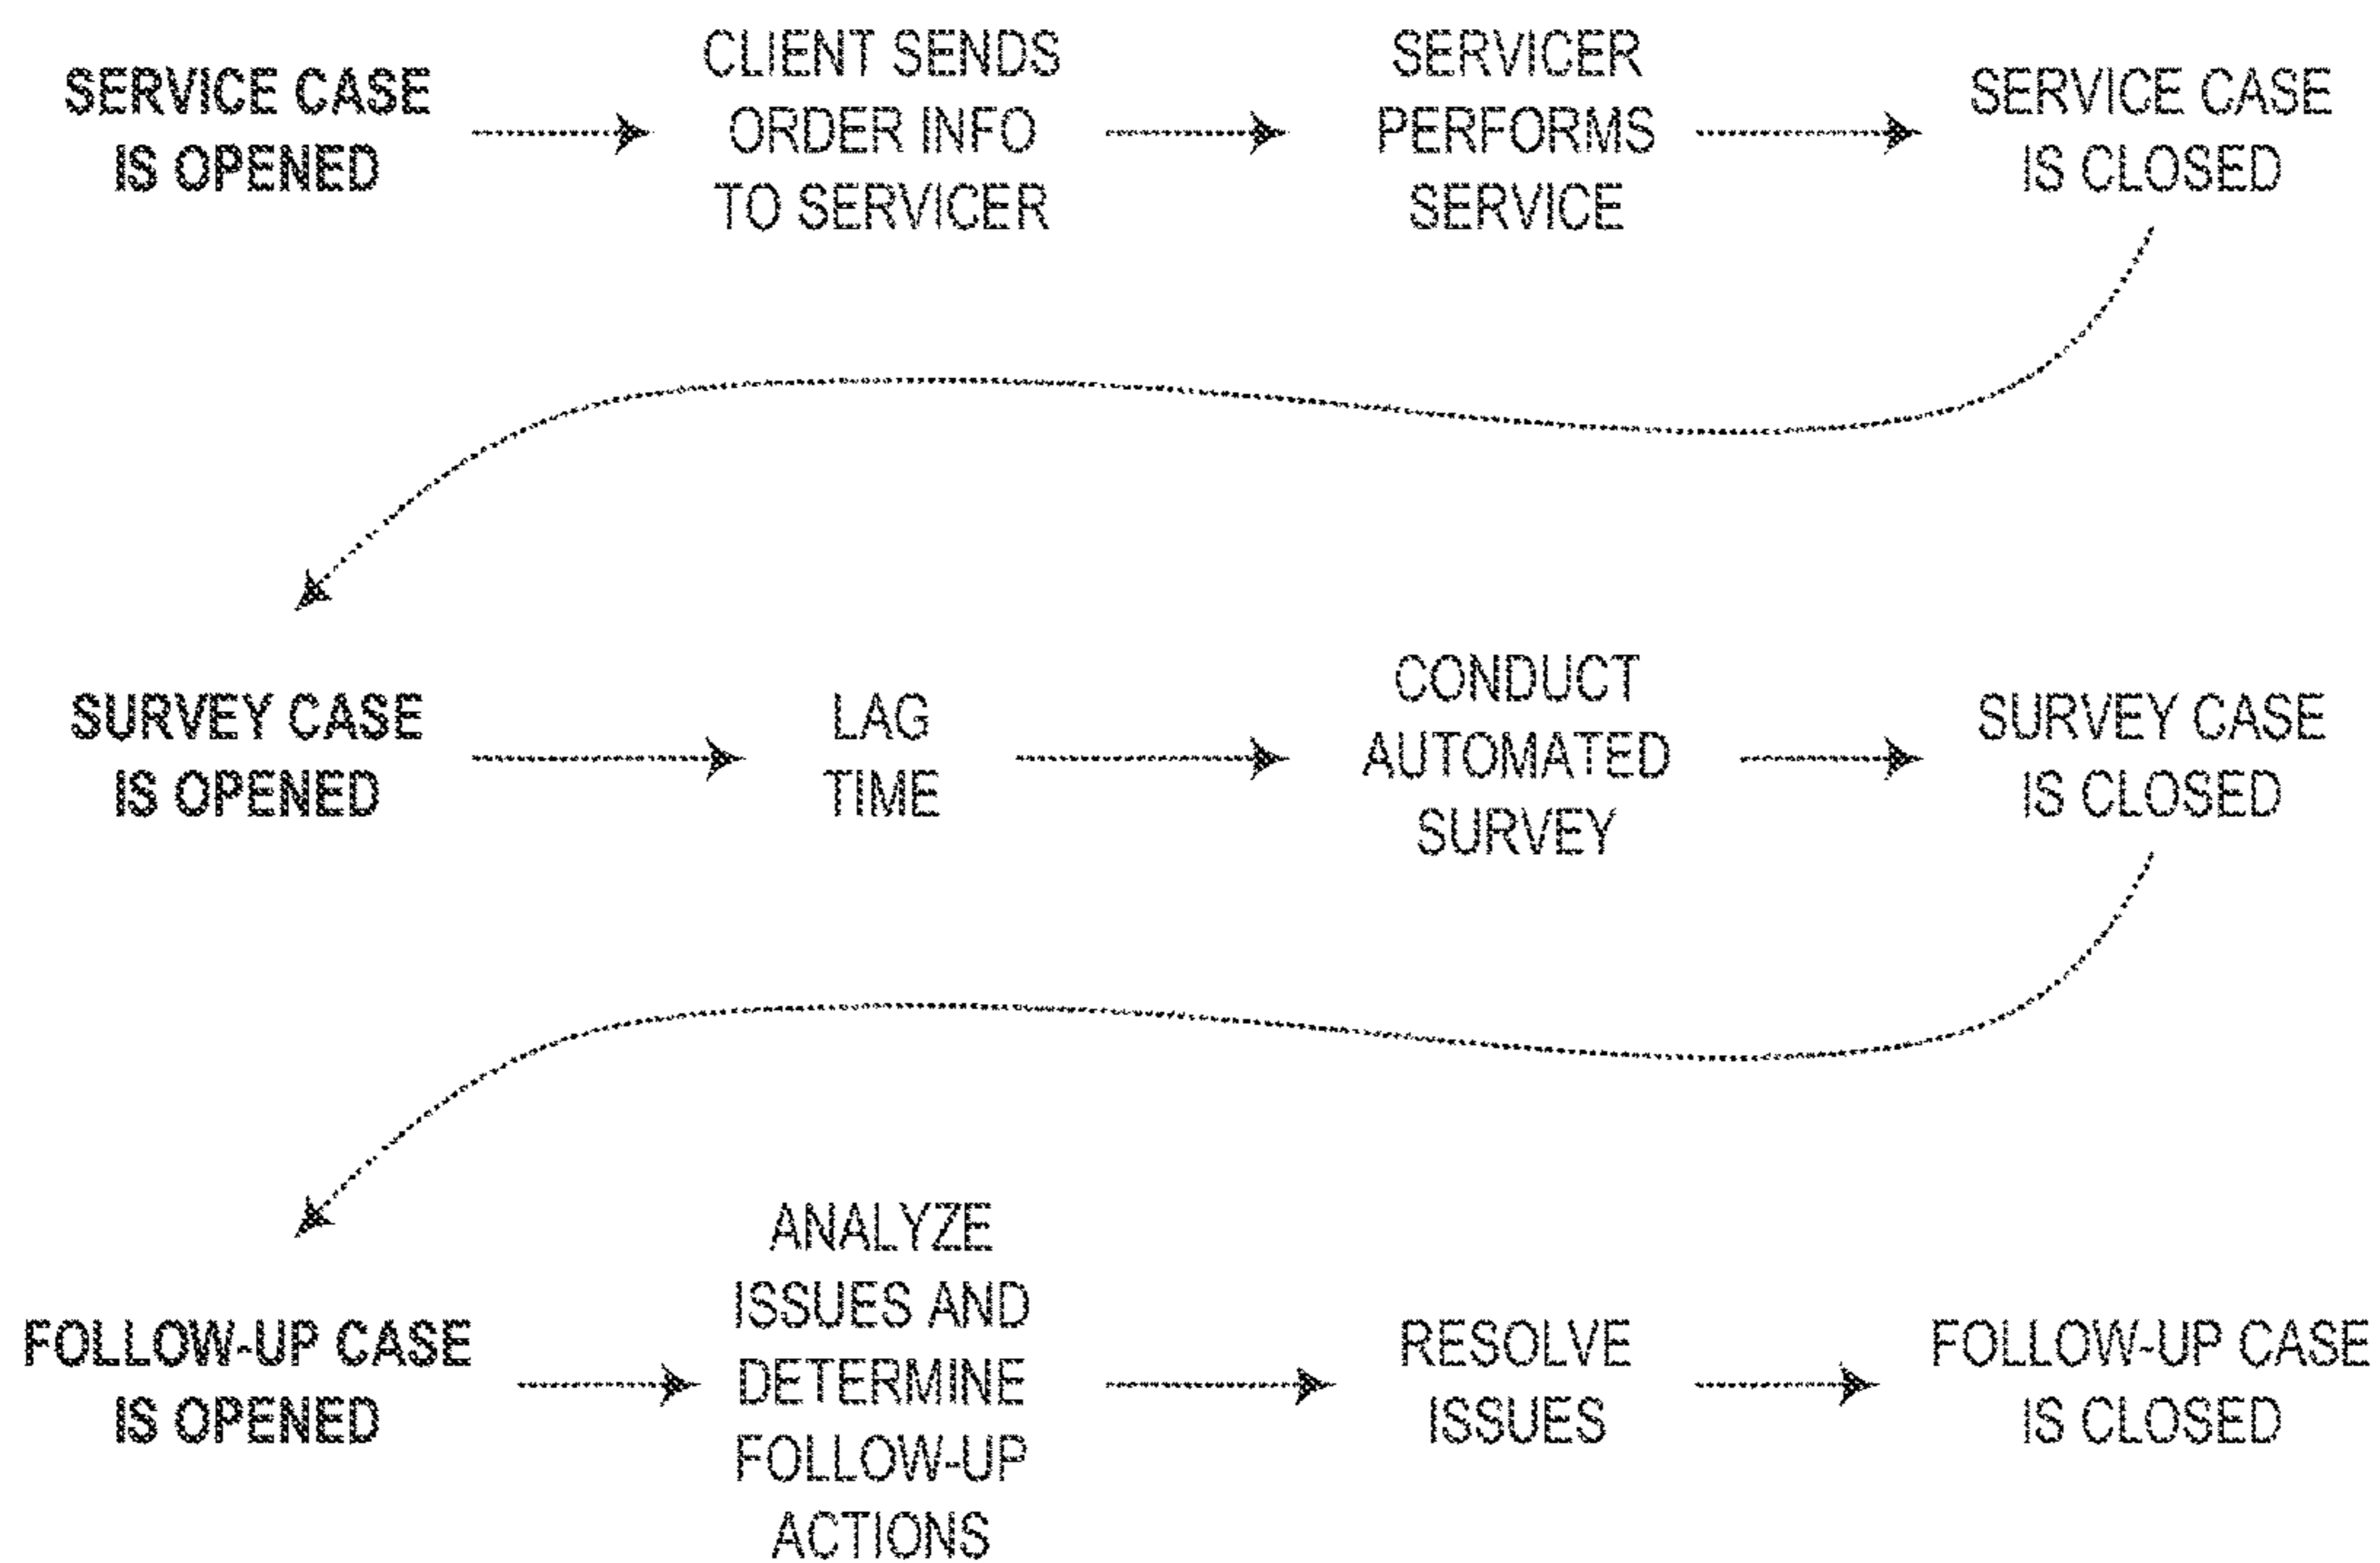 SERVICE CASE
IS OPENED
CLIENT SENDS
ORDER INFO
TO SERVICER
SERVICER
PERFORMS
SERVICE
SERVICE CASE
IS CLOSED
SURVEY CASE
IS OPENED
LAG
TIME
CONDUCT
AUTOMATED
SURVEY
SURVEY CASE
IS CLOSED
FOLLOW-UP CASE
IS OPENED
ANALYZE
ISSUES AND
DETERMINE
FOLLOW-UP
ACTIONS
RESOLVE
ISSUES
FOLLOW-UP CASE
IS CLOSED